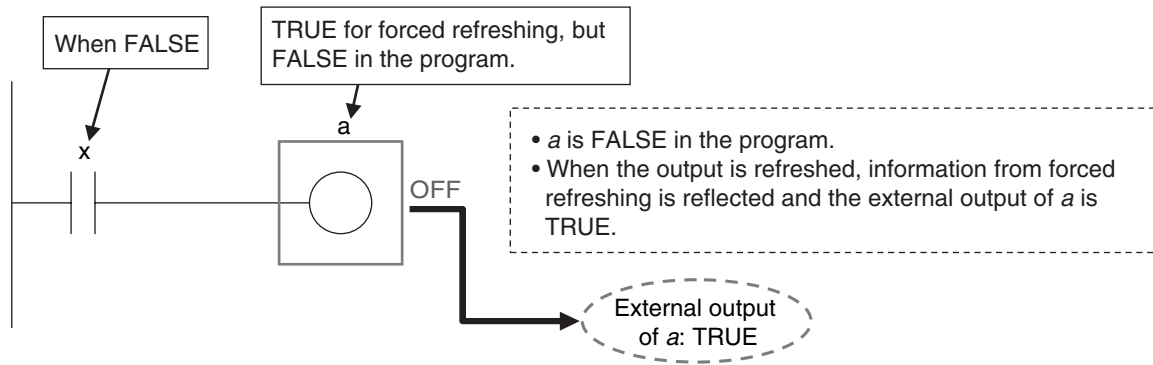 When FALSE
TRUE for forced refreshing, but
FALSE in the program.
a
x
OFF
• a is FALSE in the program.
• When the output is refreshed, information from forced
refreshing is reflected and the external output of a is
TRUE.
External output
of a: TRUE